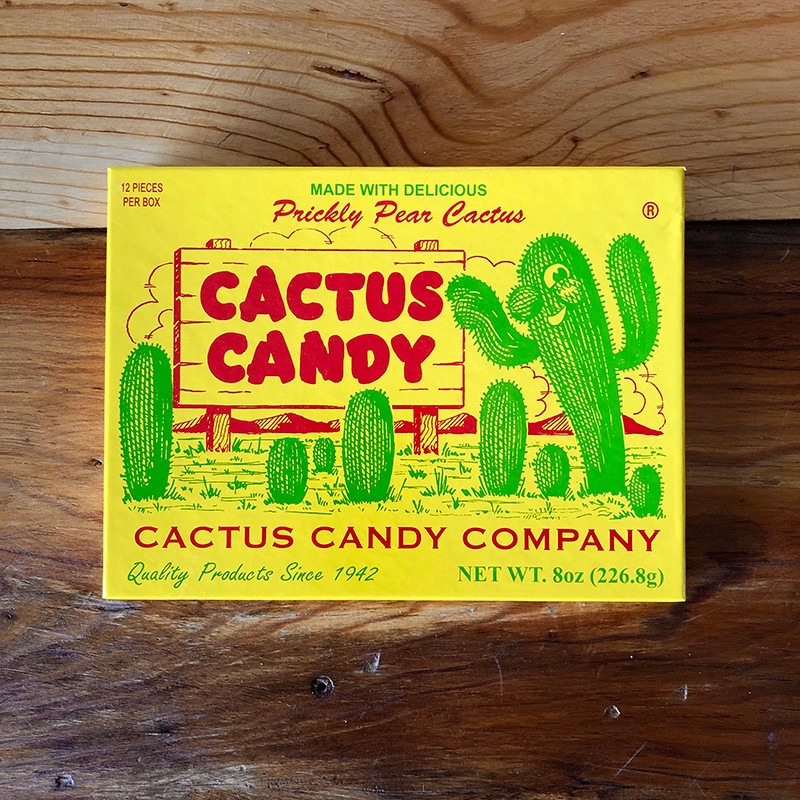 12 PIECES
PER BOX
MADE WITH DELICIOUS
Prickly Pear Cactus
®
CACTUS
CANDY
CACTUS CANDY COMPANY
Quality Products Since 1942
NET WT. 8oz (226.8g)